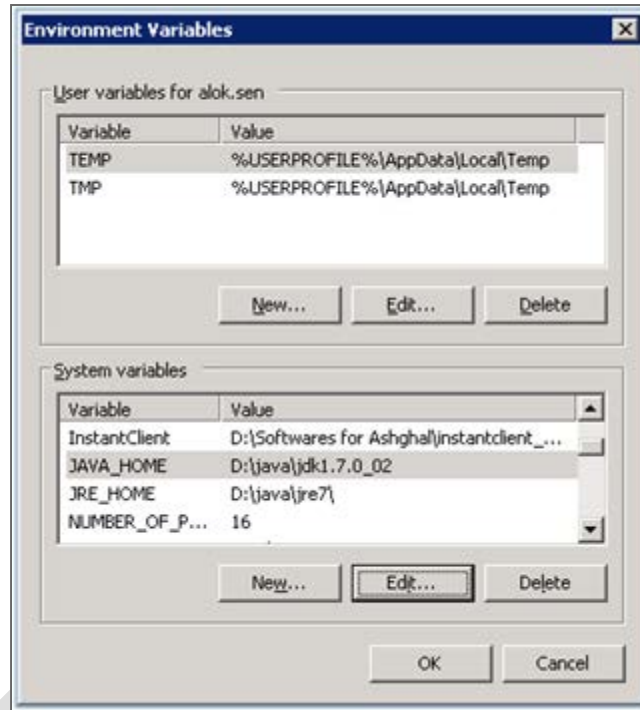 Environment Variables
User variables for alok.sen
Variable Value
TEMP %USERPROFILE%\AppData\Local\Temp
TMP %USERPROFILE%\AppData\Local\Temp
New... Edit... Delete
System variables
Variable Value
InstantClient D:\Softwares for Ashghal\instantclient_...
JAVA_HOME D:\java\jdk1.7.0_02
JRE_HOME D:\java\jre7\
NUMBER_OF_P... 16
New... Edit... Delete
OK Cancel